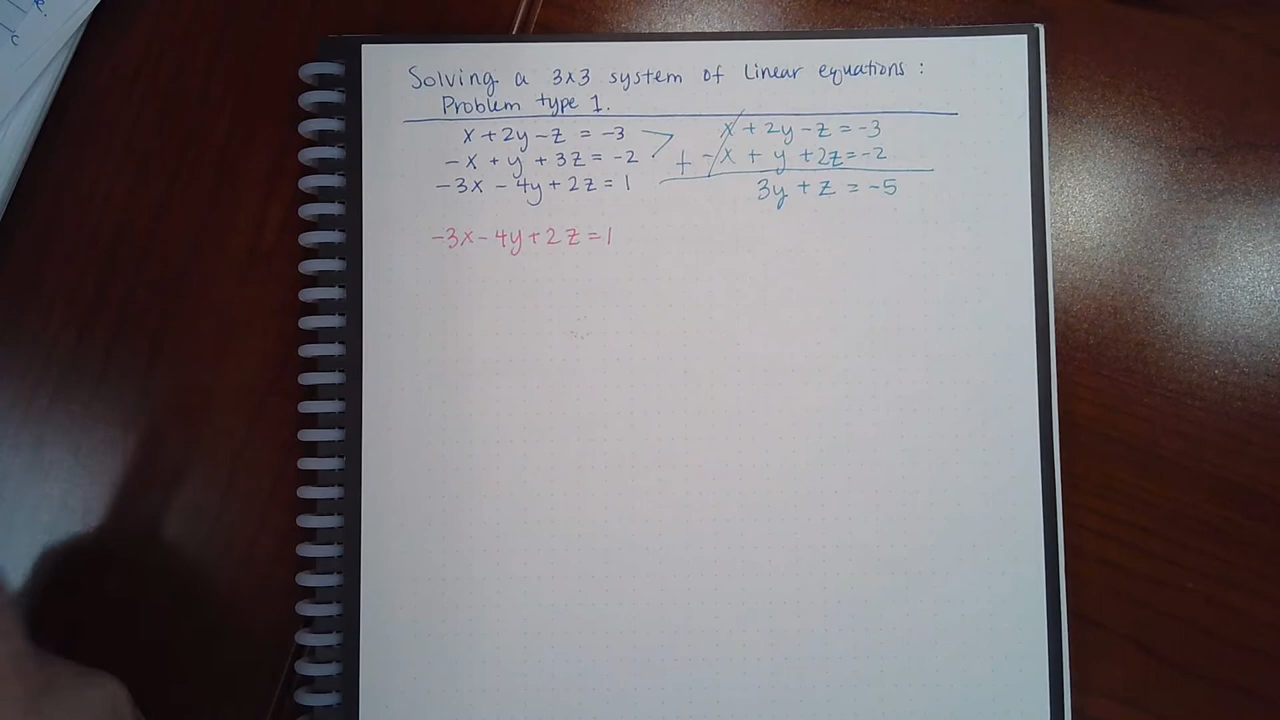 Solving a 3x3 system of Linear equations :
Problem type 1.
x + 2y - z = -3
-x + y + 3z = -2
-3x - 4y + 2z = 1
x + 2y - z = -3
+ -x + y + 2z = -2
3y + z = -5
-3x - 4y + 2z = 1
R.
C